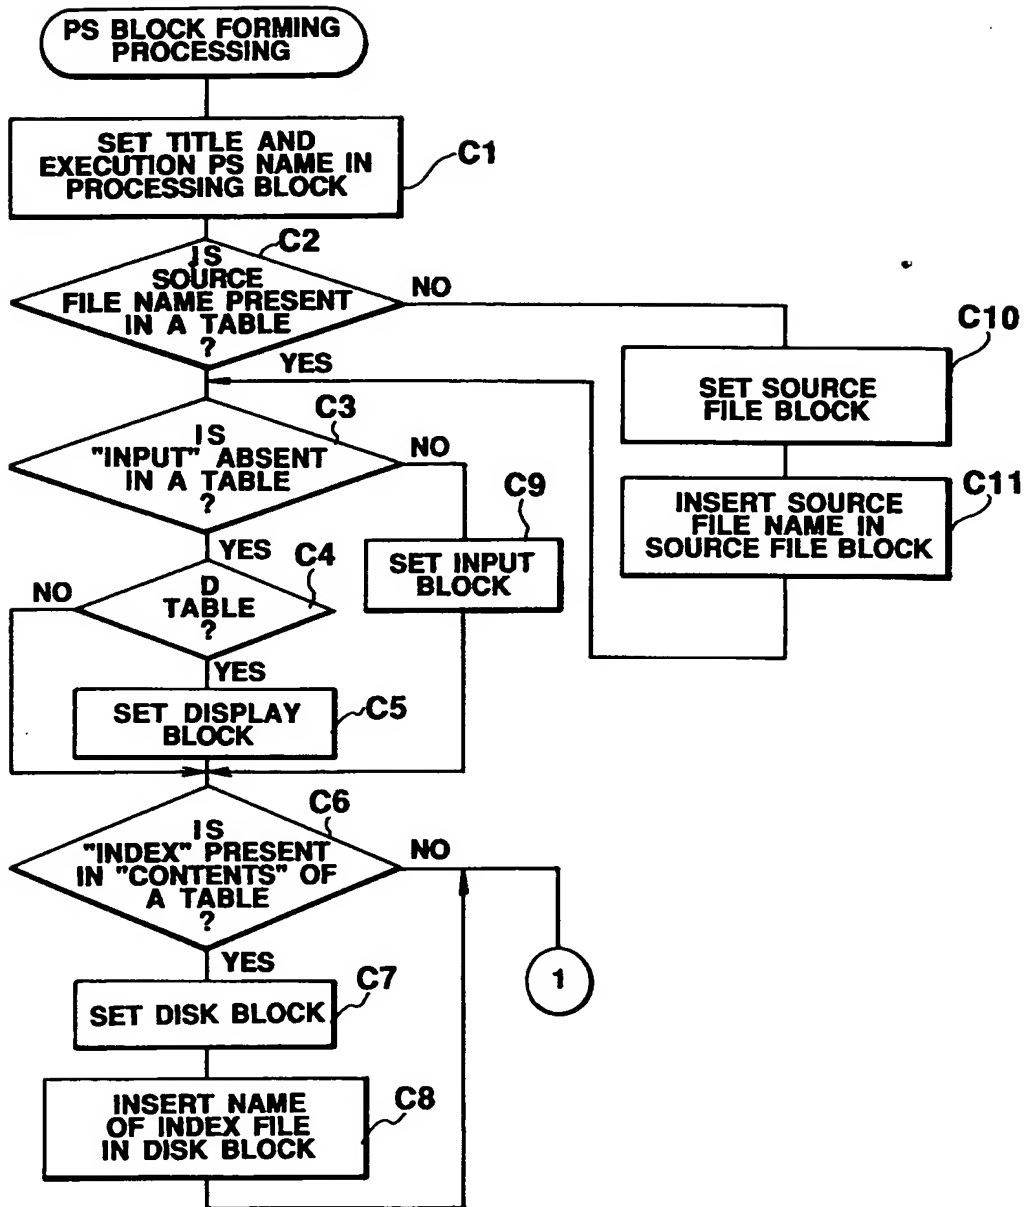 PS BLOCK FORMING
PROCESSING
SET TITLE AND
EXECUTION PS NAME IN
PROCESSING BLOCK
C1
IS
SOURCE
FILE NAME PRESENT
IN A TABLE
?
C2
NO
YES
C10
SET SOURCE
FILE BLOCK
C11
INSERT SOURCE
FILE NAME IN
SOURCE FILE BLOCK
IS
"INPUT" ABSENT
IN A TABLE
?
C3
NO
YES
C9
SET INPUT
BLOCK
D
TABLE
?
C4
NO
YES
SET DISPLAY
BLOCK
C5
IS
"INDEX" PRESENT
IN "CONTENTS" OF
A TABLE
?
C6
NO
YES
1
SET DISK BLOCK
C7
INSERT NAME
OF INDEX FILE
IN DISK BLOCK
C8